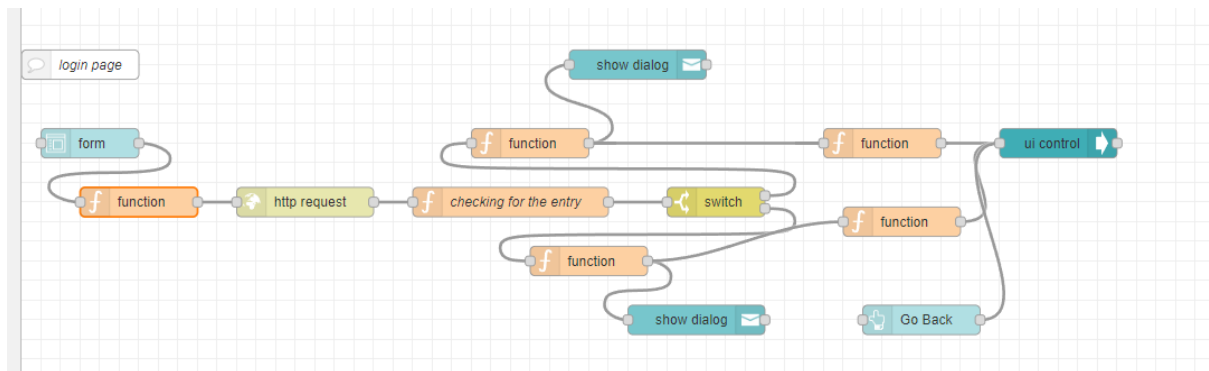 login page
show dialog
form
function
function
ui control
function
http request
checking for the entry
switch
function
function
show dialog
Go Back